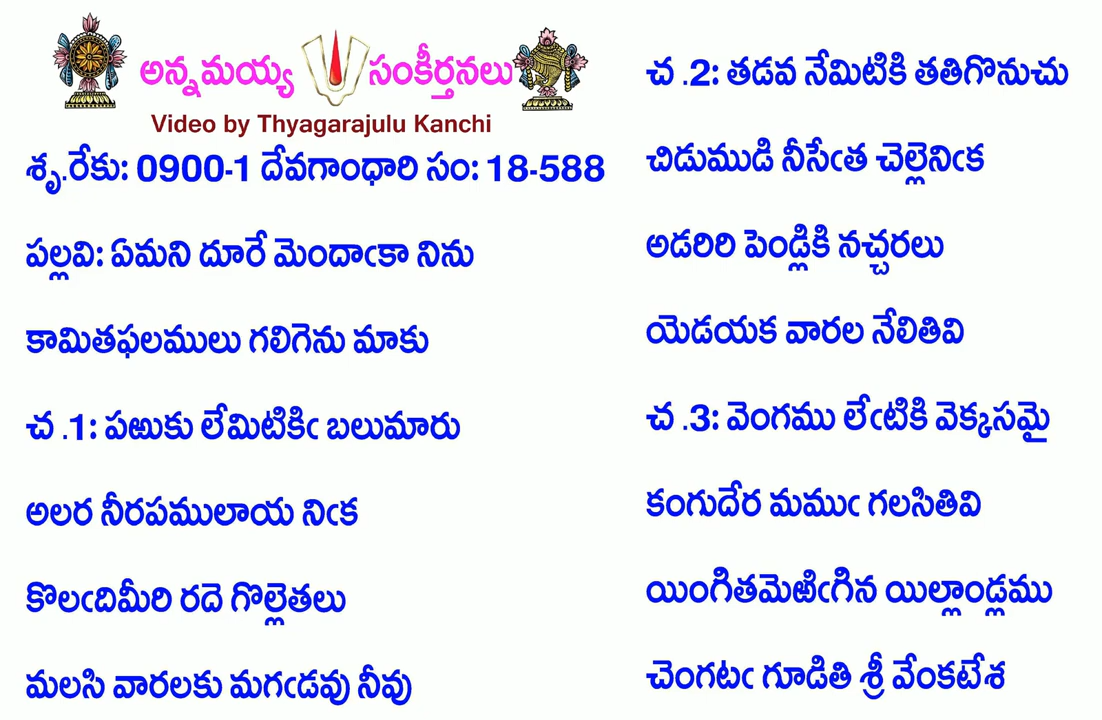 అన్నమయ్య సంకీర్తనలు
Video by Thyagarajulu Kanchi
శృ.రేకు: 0900-1 దేవగాంధారి సం: 18-588
పల్లవి: ఏమని దూరే మెందాఁకా నిను
కామితఫలములు గలిగెను మాకు
చ .1: పఱుకు లేమిటికిఁ బలుమారు
అలర నీరపములాయ నిఁక
కొలఁదిమీరి రదె గొల్లెతలు
మలసి వారలకు మగఁడవు నీవు
చ .2: తడవ నేమిటికి తతిగొనుచు
చిడుముడి నీసేఁత చెల్లెనిఁక
అడరిరి పెండ్లికి నచ్చరలు
యెడయక వారల నేలితివి
చ .3: వెంగము లేఁటికి వెక్కసమై
కంగుదేర మముఁ గలసితివి
యింగితమెఱిఁగిన యిల్లాండ్లము
చెంగటఁ గూడితి శ్రీ వేంకటేశ